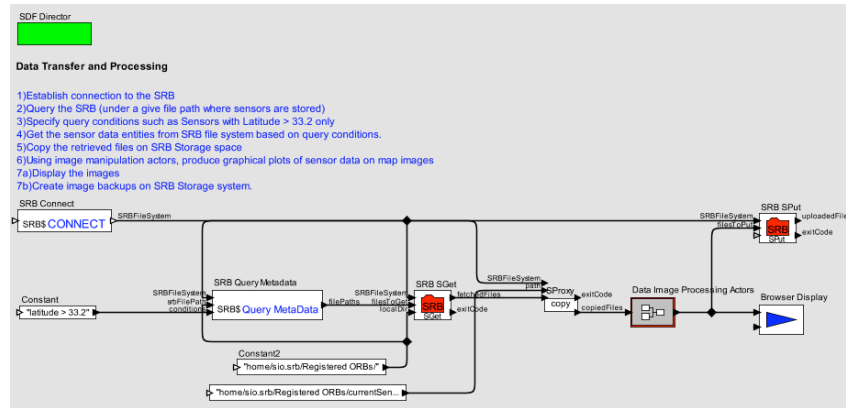 SDF Director
Data Transfer and Processing
1)Establish connection to the SRB
2)Query the SRB (under a give file path where sensors are stored)
3)Specify query conditions such as Sensors with Latitude > 33.2 only
4)Get the sensor data entities from SRB file system based on query conditions.
5)Copy the retrieved files on SRB Storage space
6)Using image manipulation actors, produce graphical plots of sensor data on map images
7a)Display the images
7b)Create image backups on SRB Storage system.
SRB Connect
SRB$ CONNECT
SRBFileSystem
SRB SPut
SRBFileSystem
filesToPut
SRB
SPut
uploadedFile
exitCode
SRB QueryMetadata
SRBFileSystem
srbFilePath
conditions
SRB$ Query MetaData
filePaths
SRB SGet
SRBFileSystem
filesToGet
localDir
SRB
SGet
fetchedFiles
exitCode
SRBFileSystem
path
SProxy
copy
exitCode
copiedFiles
Data Image Processing Actors
Browser Display
Constant
"latitude > 33.2"
Constant2
"home/sio.srb/Registered ORBs/"
"home/sio.srb/Registered ORBs/currentSen...